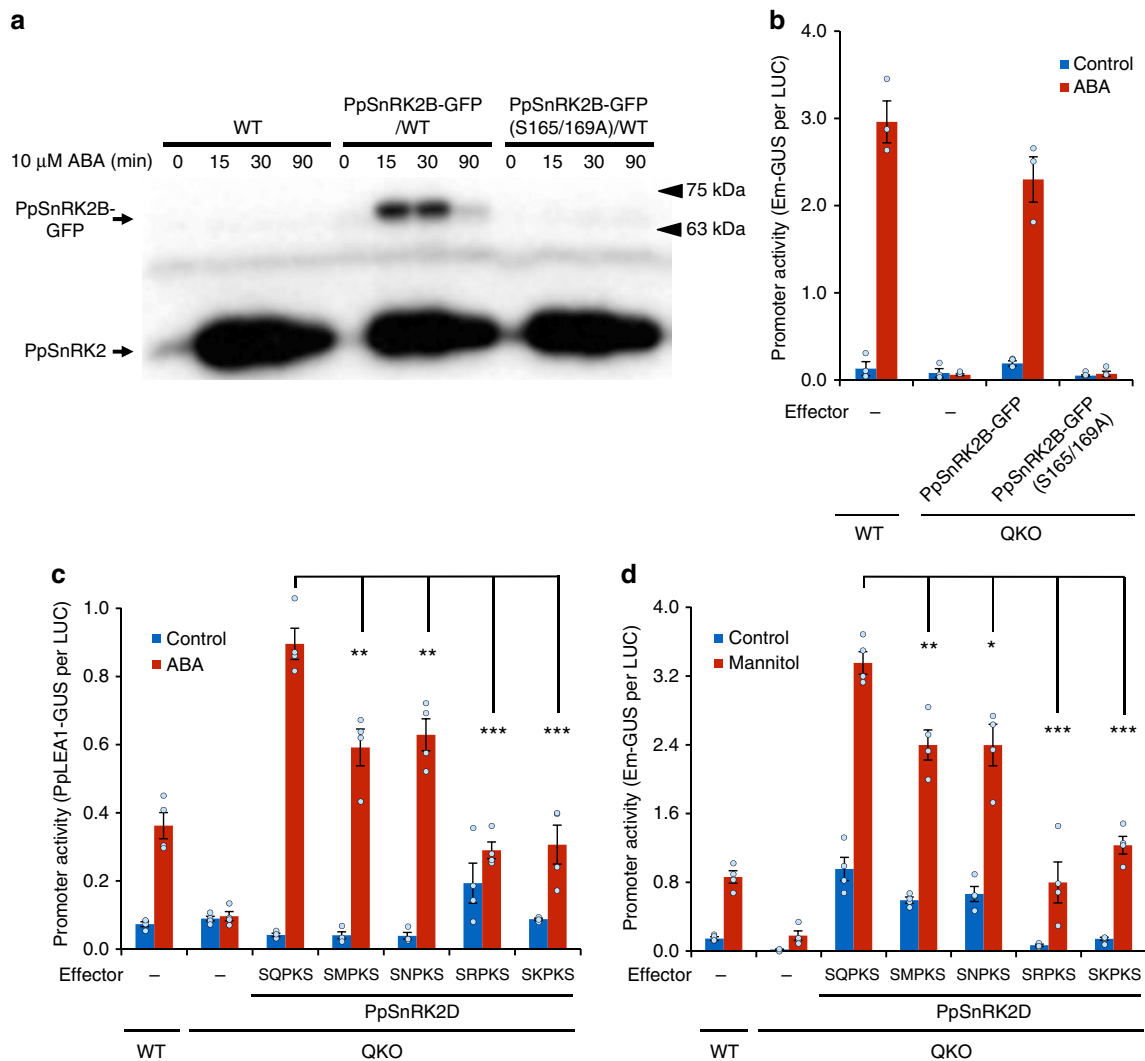 a
WT
PpSnRK2B-GFP
/WT
PpSnRK2B-GFP
(S165/169A)/WT
10 μM ABA (min)
0 15 30 90 0 15 30 90 0 15 30 90
PpSnRK2B-
GFP
75 kDa
63 kDa
PpSnRK2
b
Promoter activity (Em-GUS per LUC)
4.0
3.0
2.0
1.0
0.0
Control
ABA
Effector
–
–
PpSnRK2B-GFP
PpSnRK2B-GFP
(S165/169A)
WT
QKO
c
Promoter activity (PpLEA1-GUS per LUC)
1.0
0.8
0.6
0.4
0.2
0.0
Control
ABA
** ** *** ***
Effector – – SQPKS SMPKS SNPKS SRPKS SKPKS
PpSnRK2D
WT
QKO
d
Promoter activity (Em-GUS per LUC)
4.0
3.2
2.4
1.6
0.8
0.0
Control
Mannitol
** * *** ***
Effector – – SQPKS SMPKS SNPKS SRPKS SKPKS
PpSnRK2D
WT
QKO